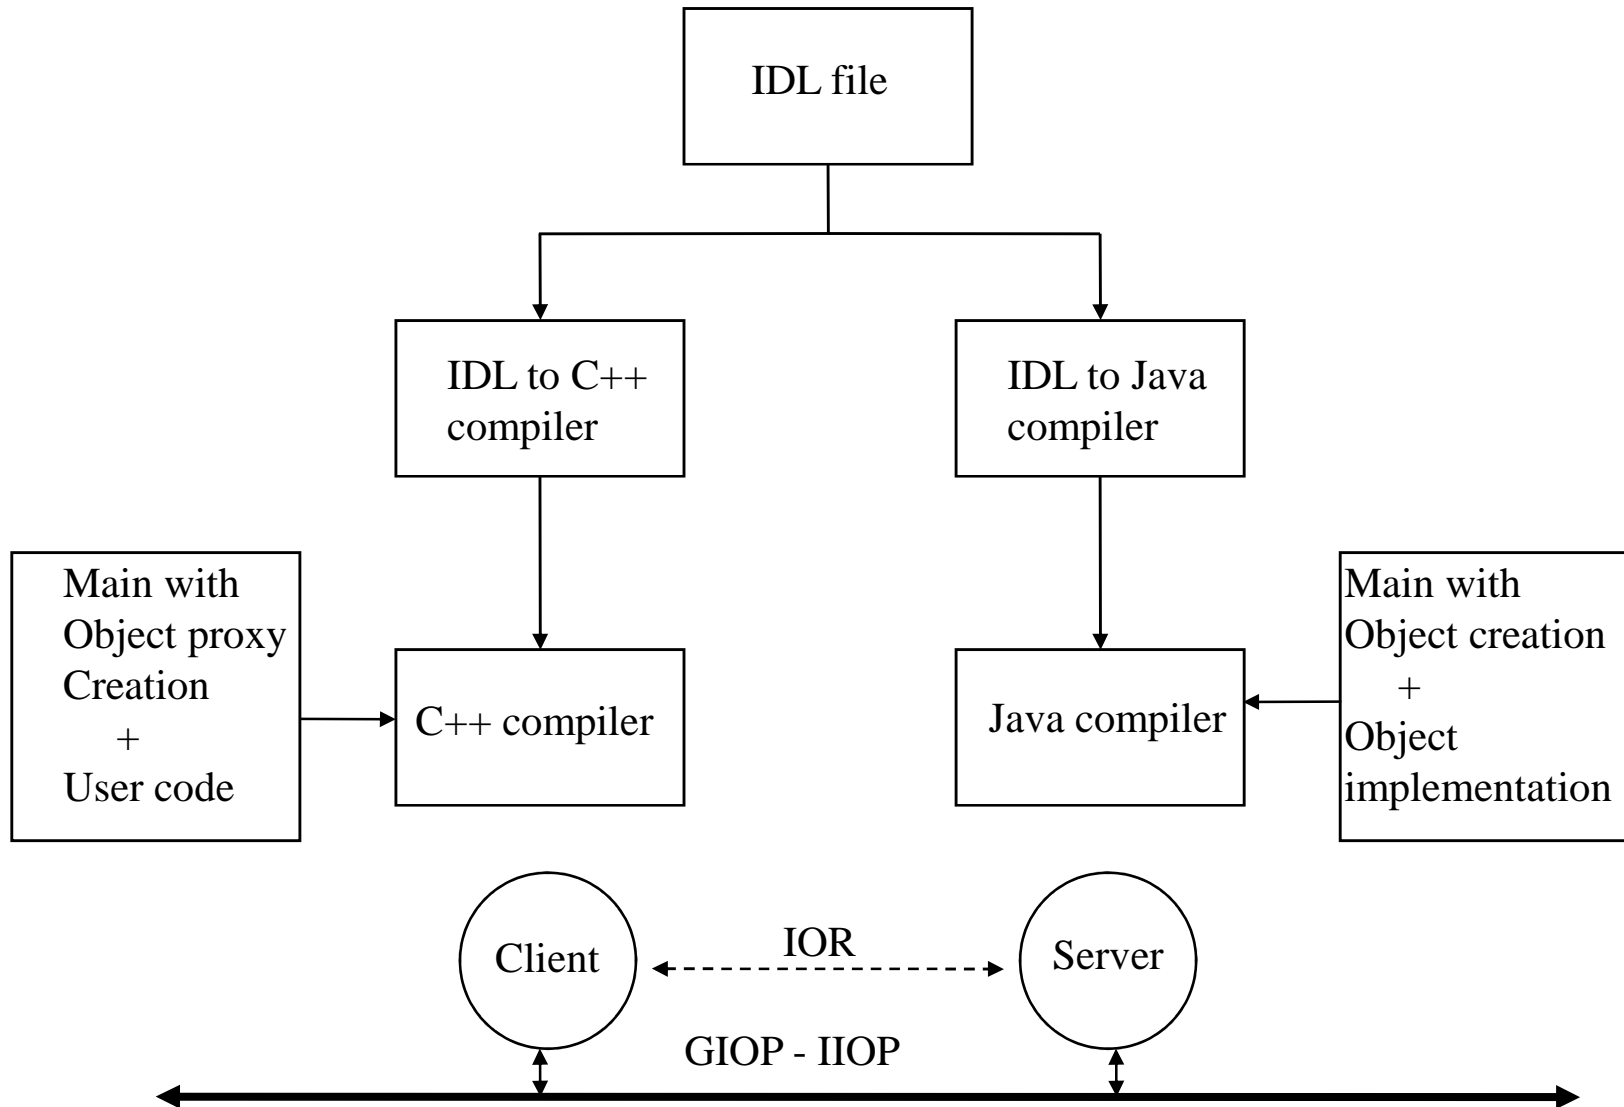 IDL file
IDL to C++
compiler
IDL to Java
compiler
Main with
Object proxy
Creation
+
User code
C++ compiler
Java compiler
Main with
Object creation
+
Object
implementation
Client
IOR
Server
GIOP - IIOP